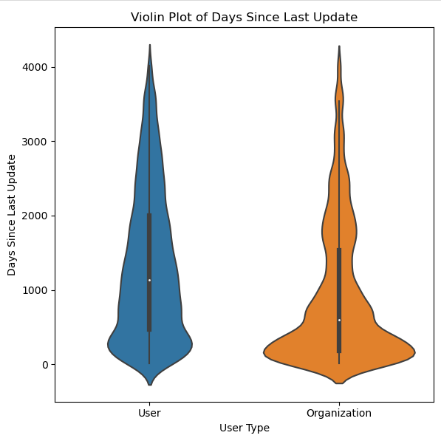 Violin Plot of Days Since Last Update
4000
3000
2000
1000
0
Days Since Last Update
User
Organization
User Type